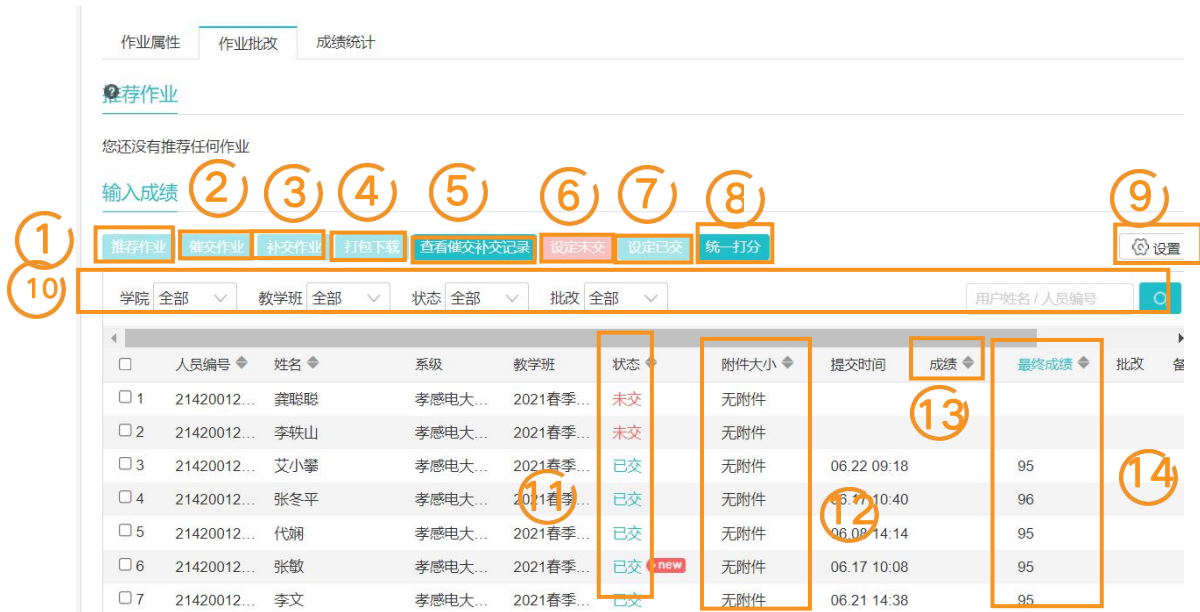 作业属性 作业批改 成绩统计
推荐作业
您还没有推荐任何作业
输入成绩 ② ③ ④ ⑤ ⑥ ⑦ ⑧ ⑨
① 推荐作业 催交作业 补交作业 打包下载 查看催交补交记录 设定未交 设定已交 统一打分 设置
⑩ 学院 全部 教学班 全部 状态 全部 批改 全部 用户姓名 / 人员编号
人员编号 姓名 系级 教学班 状态 附件大小 提交时间 成绩 最终成绩 批改 备
1 21420012... 龚聪聪 孝感电大... 2021春季... 未交 无附件
⑬
2 21420012... 李轶山 孝感电大... 2021春季... 未交 无附件
3 21420012... 艾小攀 孝感电大... 2021春季... 已交 无附件 06.22 09:18 95
⑭
4 21420012... 张冬平 孝感电大... 2021春季... 已交 无附件 06.17 10:40 96
⑪ ⑫
5 21420012... 代娴 孝感电大... 2021春季... 已交 无附件 06.08 14:14 95
6 21420012... 张敏 孝感电大... 2021春季... 已交 new 无附件 06.17 10:08 95
7 21420012... 李文 孝感电大... 2021春季... 已交 无附件 06.21 14:38 95